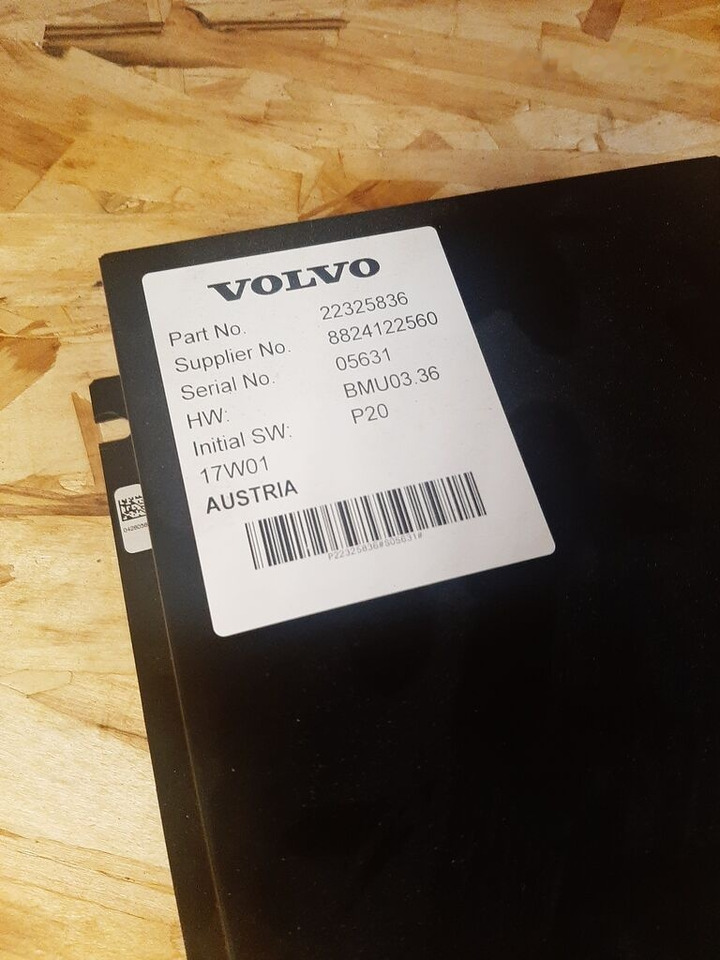 VOLVO
Part No. 22325836
Supplier No. 8824122560
Serial No. 05631
HW: BMU03.36
Initial SW: P20
17W01
AUSTRIA
P22325836#S05631#